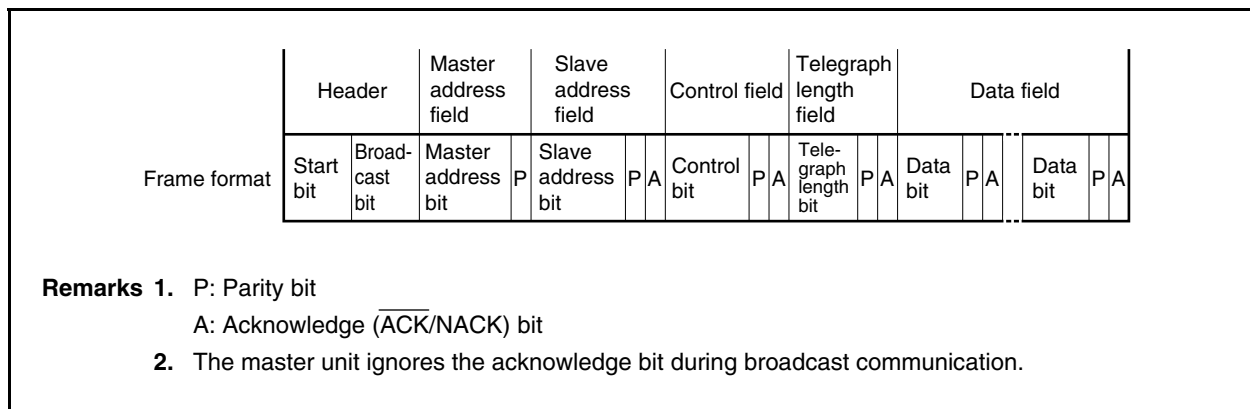 Header
Master
address
field
Slave
address
field
Control field
Telegraph
length
field
Data field
Frame format
Start
bit
Broad-
cast
bit
Master
address
bit
P
Slave
address
bit
P A
Control
bit
P A
Tele-
graph
length
bit
P A
Data
bit
P A
Data
bit
P A
Remarks 1. P: Parity bit
A: Acknowledge (A̅C̅K̅/NACK) bit
2. The master unit ignores the acknowledge bit during broadcast communication.